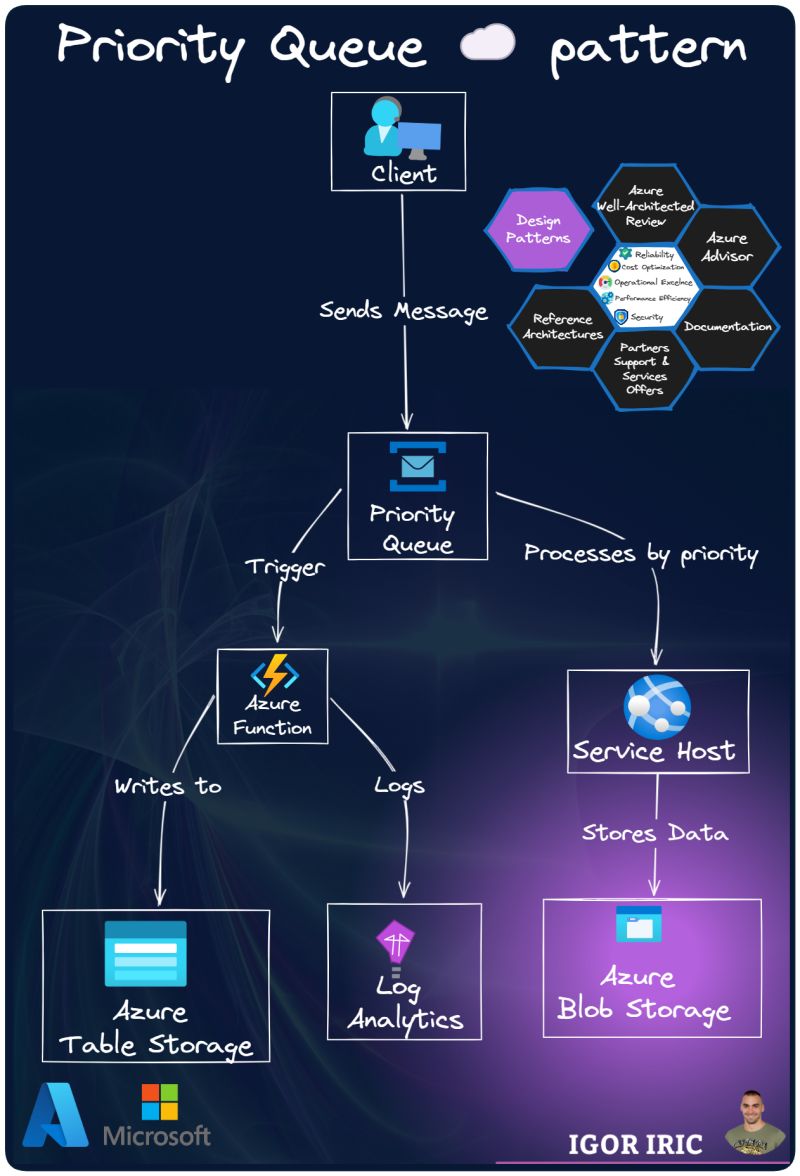 Priority Queue pattern
Client
Sends Message
Design
Patterns
Azure
Well-Architected
Review
Azure
Advisor
Reliability
Cost Optimization
Operational Excelnce
Performance Efficiency
Security
Reference
Architectures
Documentation
Partners
Support &
Services
Offers
Priority
Queue
Trigger
Processes by priority
Azure
Function
Service Host
Writes to
Logs
Stores Data
Azure
Table Storage
Log
Analytics
Azure
Blob Storage
Microsoft
IGOR IRIC